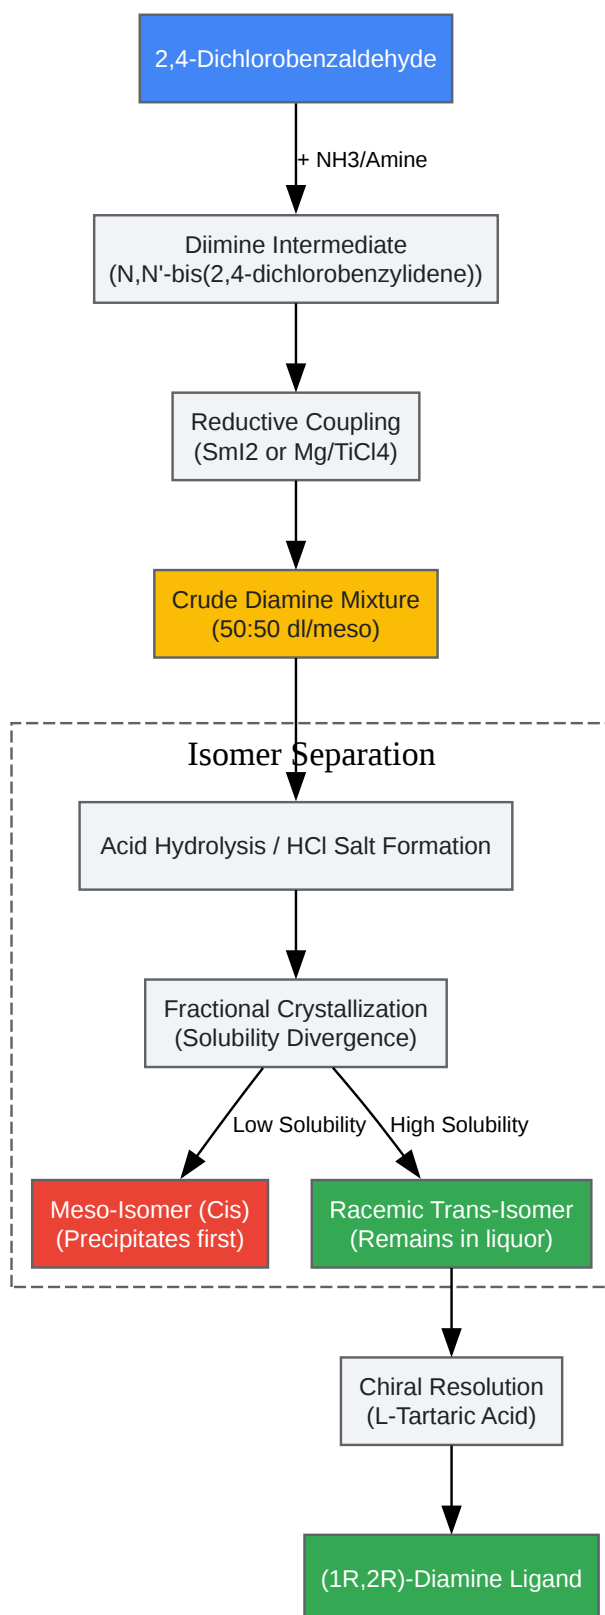 2,4-Dichlorobenzaldehyde
+ NH3/Amine
Diimine Intermediate
(N,N'-bis(2,4-dichlorobenzylidene))
Reductive Coupling
(SmI2 or Mg/TiCl4)
Crude Diamine Mixture
(50:50 dl/meso)
Isomer Separation
Acid Hydrolysis / HCl Salt Formation
Fractional Crystallization
(Solubility Divergence)
Low Solubility
High Solubility
Meso-Isomer (Cis)
(Precipitates first)
Racemic Trans-Isomer
(Remains in liquor)
Chiral Resolution
(L-Tartaric Acid)
(1R,2R)-Diamine Ligand